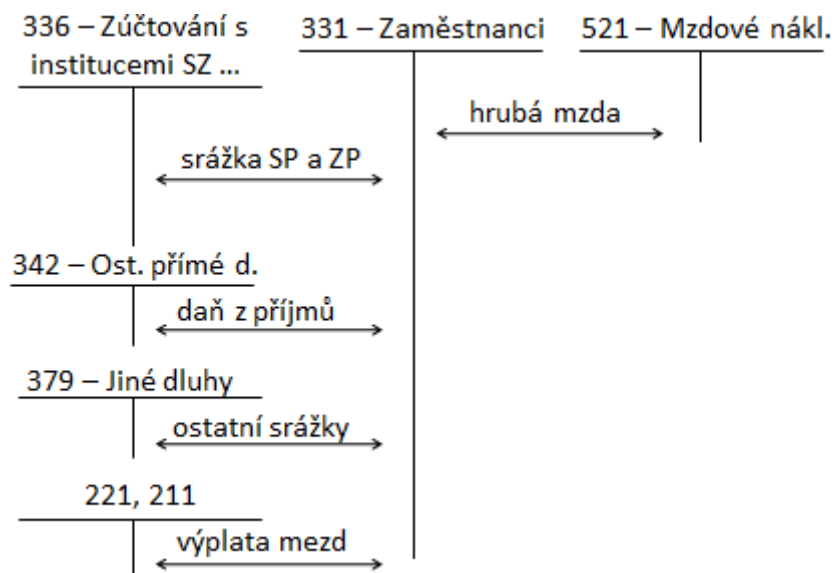 336 – Zúčtování s
institucemi SZ ...
331 – Zaměstnanci
521 – Mzdové nákl.
hrubá mzda
srážka SP a ZP
342 – Ost. přímé d.
daň z příjmů
379 – Jiné dluhy
ostatní srážky
221, 211
výplata mezd